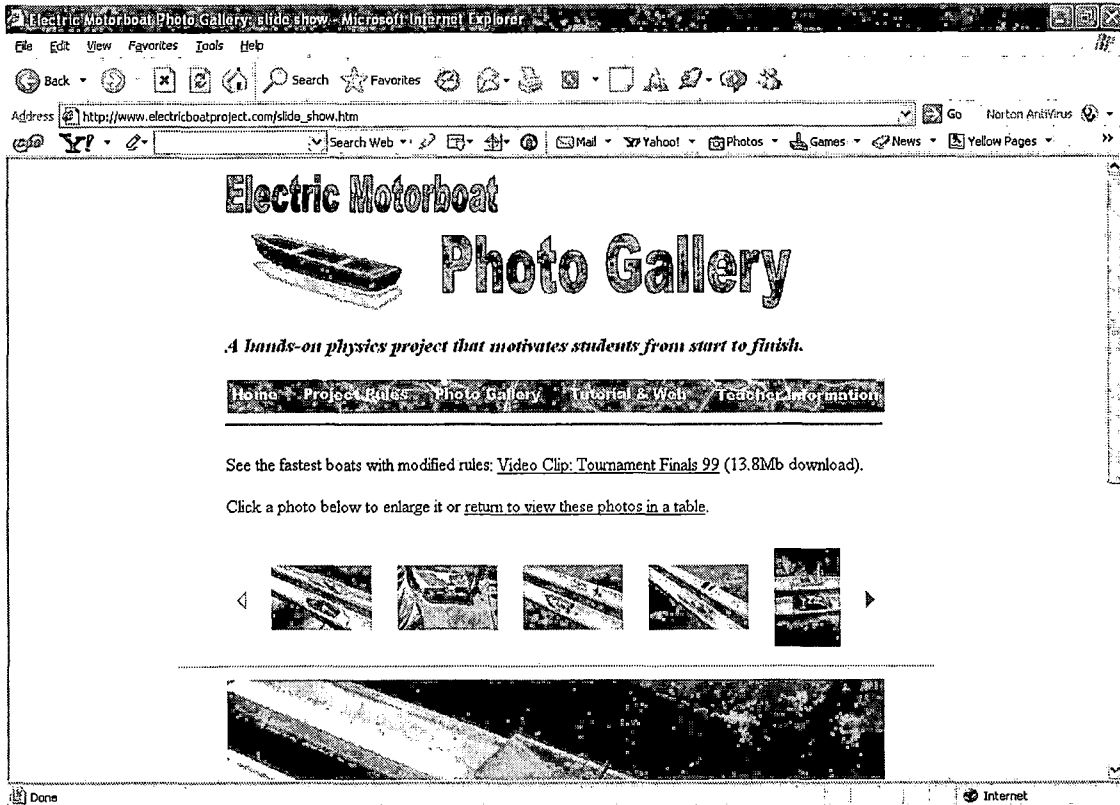 Electric Motorboat Photo Gallery: slide show - Microsoft Internet Explorer
File Edit View Favorites Tools Help
Back Search Favorites
Address http://www.electricboatproject.com/slide_show.htm Go Norton AntiVirus
Y! Search Web Mail Yahoo! Photos Games News Yellow Pages »
Electric Motorboat
Photo Gallery
A hands-on physics project that motivates students from start to finish.
Home Project Rules Photo Gallery Tutorial & Web Teacher Information
See the fastest boats with modified rules: Video Clip: Tournament Finals 99 (13.8Mb download).
Click a photo below to enlarge it or return to view these photos in a table.
Done Internet